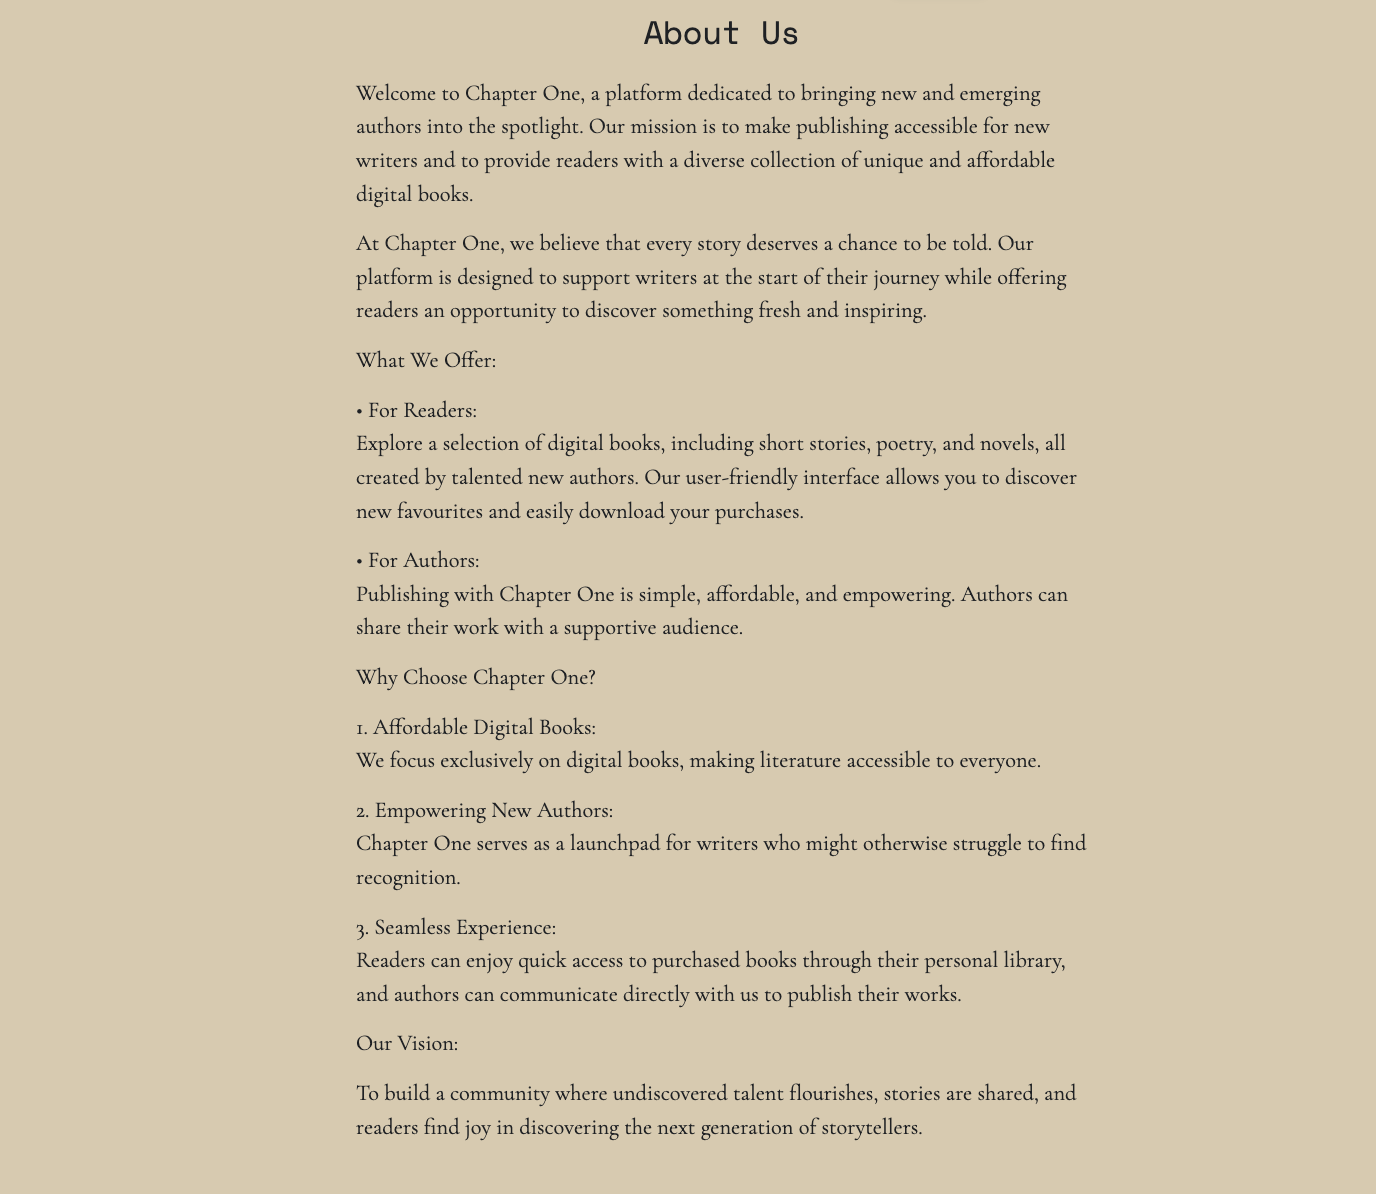 About Us
Welcome to Chapter One, a platform dedicated to bringing new and emerging
authors into the spotlight. Our mission is to make publishing accessible for new
writers and to provide readers with a diverse collection of unique and affordable
digital books.
At Chapter One, we believe that every story deserves a chance to be told. Our
platform is designed to support writers at the start of their journey while offering
readers an opportunity to discover something fresh and inspiring.
What We Offer:
• For Readers:
Explore a selection of digital books, including short stories, poetry, and novels, all
created by talented new authors. Our user-friendly interface allows you to discover
new favourites and easily download your purchases.
• For Authors:
Publishing with Chapter One is simple, affordable, and empowering. Authors can
share their work with a supportive audience.
Why Choose Chapter One?
1. Affordable Digital Books:
We focus exclusively on digital books, making literature accessible to everyone.
2. Empowering New Authors:
Chapter One serves as a launchpad for writers who might otherwise struggle to find
recognition.
3. Seamless Experience:
Readers can enjoy quick access to purchased books through their personal library,
and authors can communicate directly with us to publish their works.
Our Vision:
To build a community where undiscovered talent flourishes, stories are shared, and
readers find joy in discovering the next generation of storytellers.